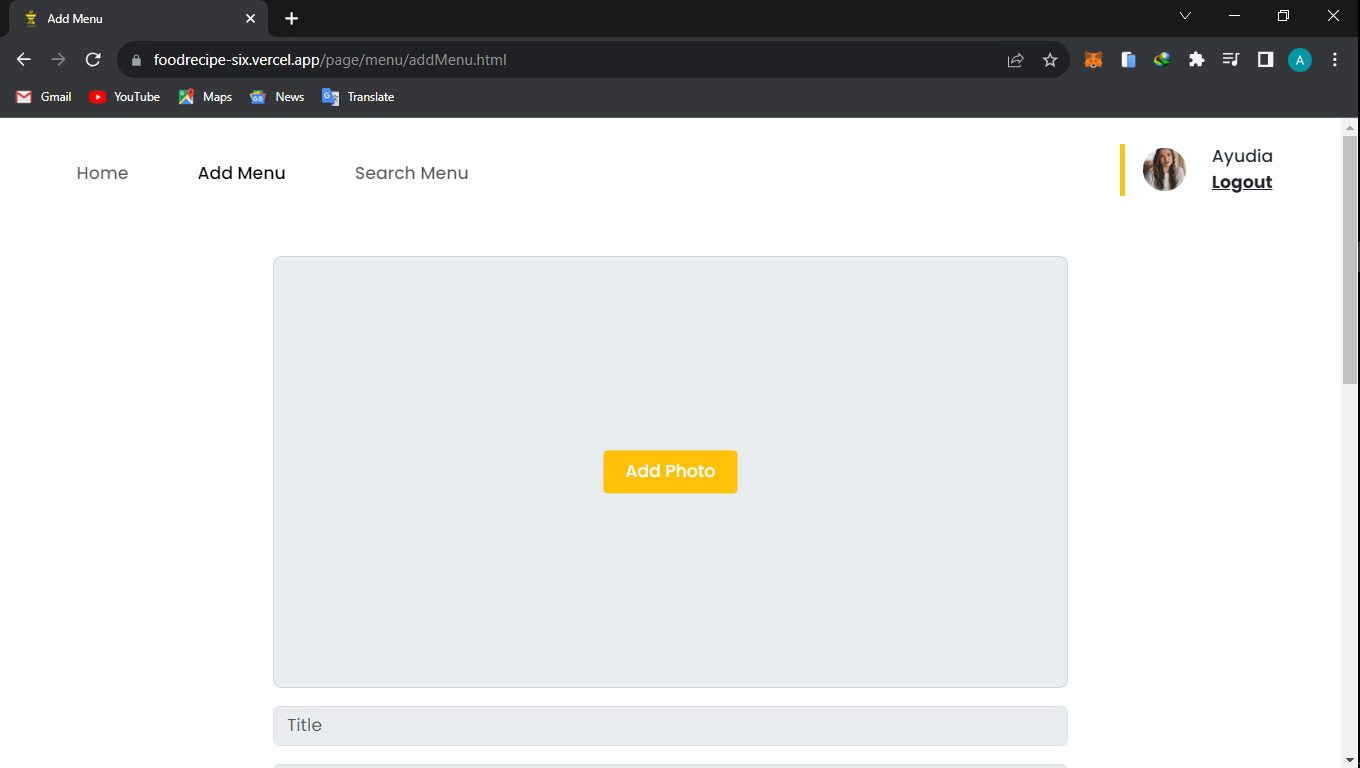 Add Menu
foodrecipe-six.vercel.app/page/menu/addMenu.html
A
Gmail YouTube Maps News Translate
Home Add Menu Search Menu
Ayudia
Logout
Add Photo
Title